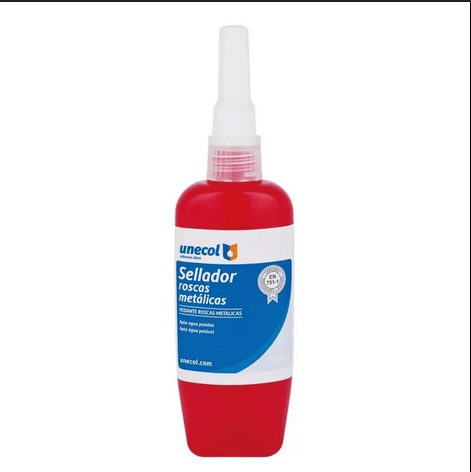 unecol
adhesive ideas
Sellador
roscas
metálicas
EN
751-1
VEDANTE ROSCAS METÁLICAS
Apto agua potable
Apto água potável
unecol.com